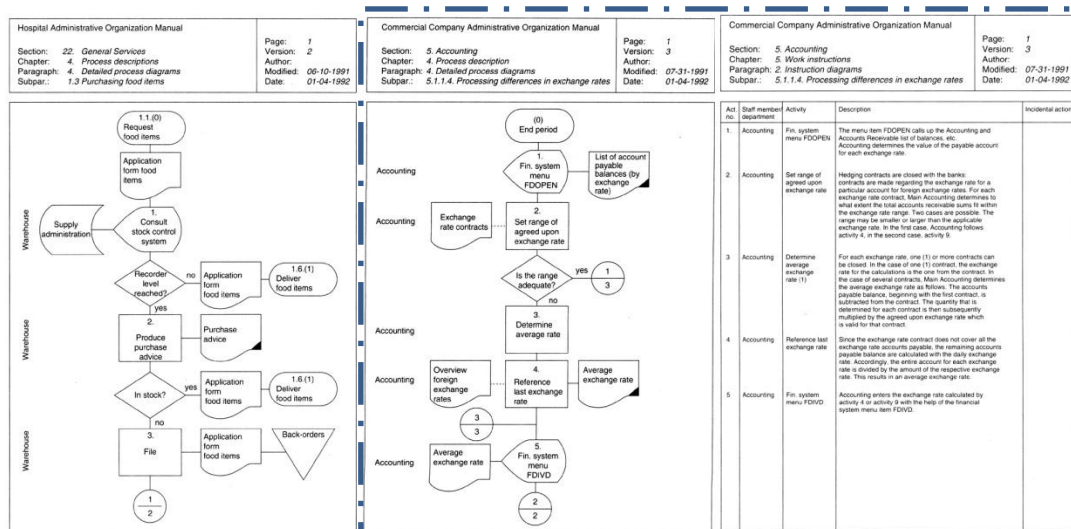 Hospital Administrative Organization Manual
Section: 22. General Services
Chapter: 4. Process descriptions
Paragraph: 4. Detailed process diagrams
Subpar.: 1.3 Purchasing food items
Page: 1
Version: 2
Author:
Modified: 06-10-1991
Date: 01-04-1992
1.1.(0)
Request
food items
Application
form food
items
Warehouse
Supply
administration
1.
Consult
stock control
system
Recorder
level
reached?
no
Application
form
food items
1.6.(1)
Deliver
food items
yes
Warehouse
2.
Produce
purchase
advice
Purchase
advice
In stock?
yes
Application
form
food items
1.6.(1)
Deliver
food items
no
Warehouse
3.
File
Application
form
food items
Back-orders
1
2
Commercial Company Administrative Organization Manual
Section: 5. Accounting
Chapter: 4. Process description
Paragraph: 4. Detailed process diagrams
Subpar.: 5.1.1.4. Processing differences in exchange rates
Page: 1
Version: 3
Author:
Modified: 07-31-1991
Date: 01-04-1992
(0)
End period
Accounting
1.
Fin. system
menu
FDOPEN
List of account
payable
balances (by
exchange
rate)
Accounting
Exchange
rate contracts
2.
Set range of
agreed upon
exchange rate
Is the range
adequate?
yes
1
3
no
Accounting
3.
Determine
average rate
Accounting
Overview
foreign
exchange
rates
4.
Reference
last exchange
rate
Average
exchange rate
3
3
Accounting
Average
exchange rate
5.
Fin. system
menu
FDIVD
2
2
Commercial Company Administrative Organization Manual
Section: 5. Accounting
Chapter: 5. Work instructions
Paragraph: 2. Instruction diagrams
Subpar.: 5.1.1.4. Processing differences in exchange rates
Page: 1
Version: 3
Author:
Modified: 07-31-1991
Date: 01-04-1992
Act. no.
Staff member/ department
Activity
Description
Incidental action
1. Accounting
Fin. system
menu FDOPEN
The menu item FDOPEN calls up the Accounting and
Accounts Receivable list of balances, etc..
Accounting determines the value of the payable account
for each exchange rate.
2. Accounting
Set range of
agreed upon
exchange rate
Hedging contracts are closed with the banks:
contracts are made regarding the exchange rate for a
particular account for foreign exchange rates. For each
exchange rate contract, Main Accounting determines to
what extent the total accounts receivable sums fit within
the exchange rate range. Two cases are possible. The
range may be smaller or larger than the applicable
exchange rate. In the first case, Accounting follows
activity 4, in the second case, activity 9.
3 Accounting
Determine
average
exchange
rate (1)
For each exchange rate, one (1) or more contracts can
be closed. In the case of one (1) contract, the exchange
rate for the calculations is the one from the contract. In
the case of several contracts, Main Accounting determines
the average exchange rate as follows. The accounts
payable balance, beginning with the first contract, is
subtracted from the contract. The quantity that is
determined for each contract is then subsequently
multiplied by the agreed upon exchange rate which
is valid for that contract.
4 Accounting
Reference last
exchange rate
Since the exchange rate contract does not cover all the
exchange rate accounts payable, the remaining accounts
payable balance are calculated with the daily exchange
rate. Accordingly, the entire account for each exchange
rate is divided by the amount of the respective exchange
rate. This results in an average exchange rate.
5 Accounting
Fin. system
menu FDIVD
Accounting enters the exchange rate calculated by
activity 4 or activity 9 with the help of the financial
system menu item FDIVD.